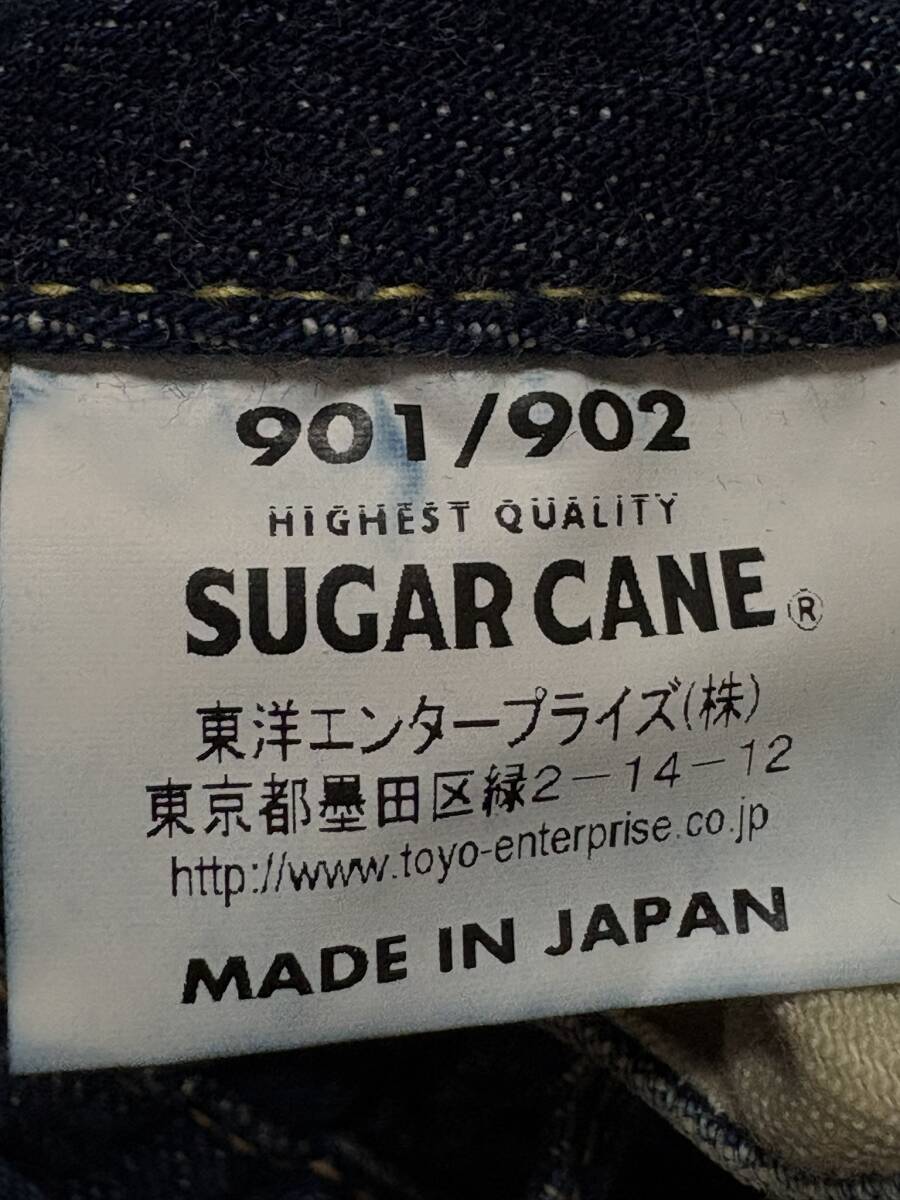 901/902
HIGHEST QUALITY
SUGAR CANE ®
東洋エンタープライズ(株)
東京都墨田区緑2－14－12
http://www.toyo-enterprise.co.jp
MADE IN JAPAN